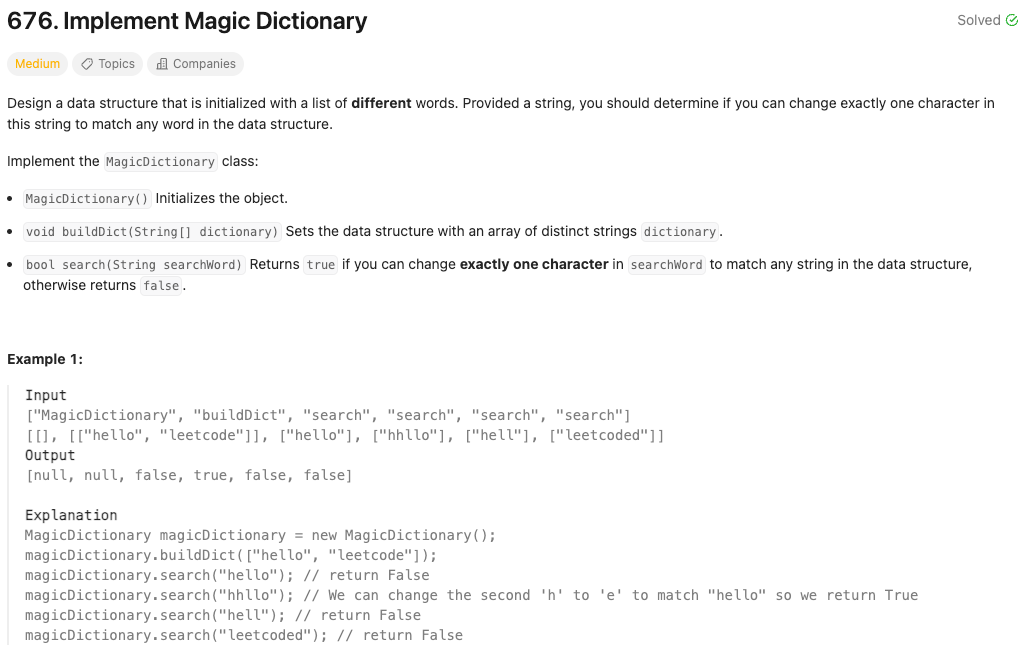 676. Implement Magic Dictionary
Solved
Medium Topics Companies
Design a data structure that is initialized with a list of different words. Provided a string, you should determine if you can change exactly one character in
this string to match any word in the data structure.
Implement the MagicDictionary class:
• MagicDictionary() Initializes the object.
• void buildDict(String[] dictionary) Sets the data structure with an array of distinct strings dictionary.
• bool search(String searchWord) Returns true if you can change exactly one character in searchWord to match any string in the data structure,
otherwise returns false.
Example 1:
Input
["MagicDictionary", "buildDict", "search", "search", "search", "search"]
[[], [["hello", "leetcode"]], ["hello"], ["hhllo"], ["hell"], ["leetcoded"]]
Output
[null, null, false, true, false, false]
Explanation
MagicDictionary magicDictionary = new MagicDictionary();
magicDictionary.buildDict(["hello", "leetcode"]);
magicDictionary.search("hello"); // return False
magicDictionary.search("hhllo"); // We can change the second 'h' to 'e' to match "hello" so we return True
magicDictionary.search("hell"); // return False
magicDictionary.search("leetcoded"); // return False